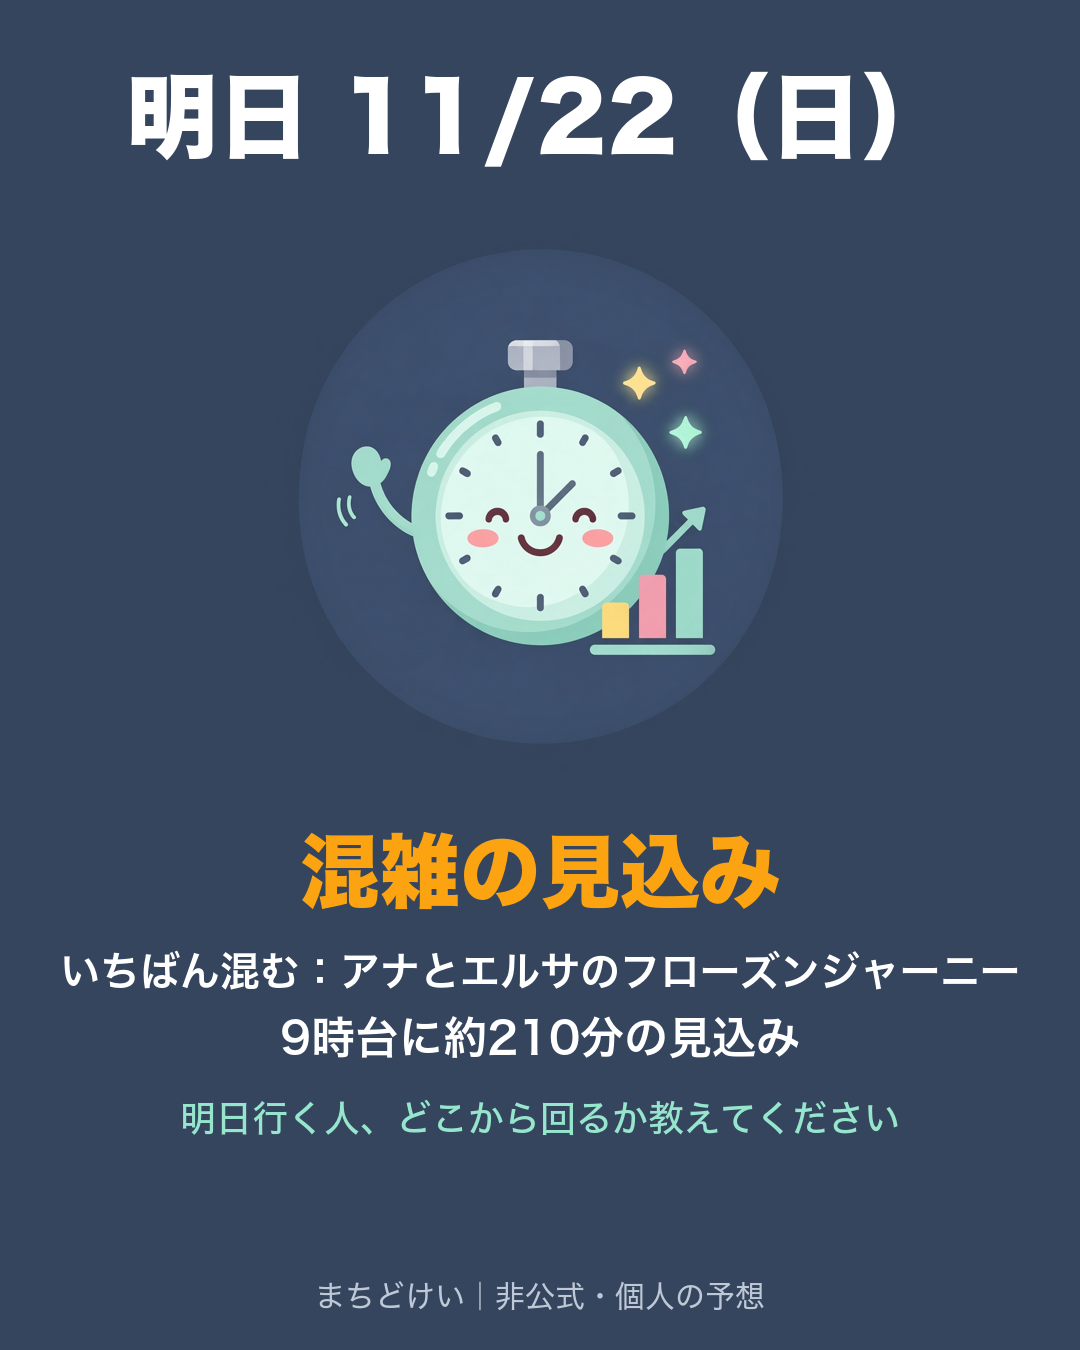 明日 11/22（日）
混雑の見込み
いちばん混む：アナとエルサのフローズンジャーニー
9時台に約210分の見込み
明日行く人、どこから回るか教えてください
まちどけい｜非公式・個人の予想